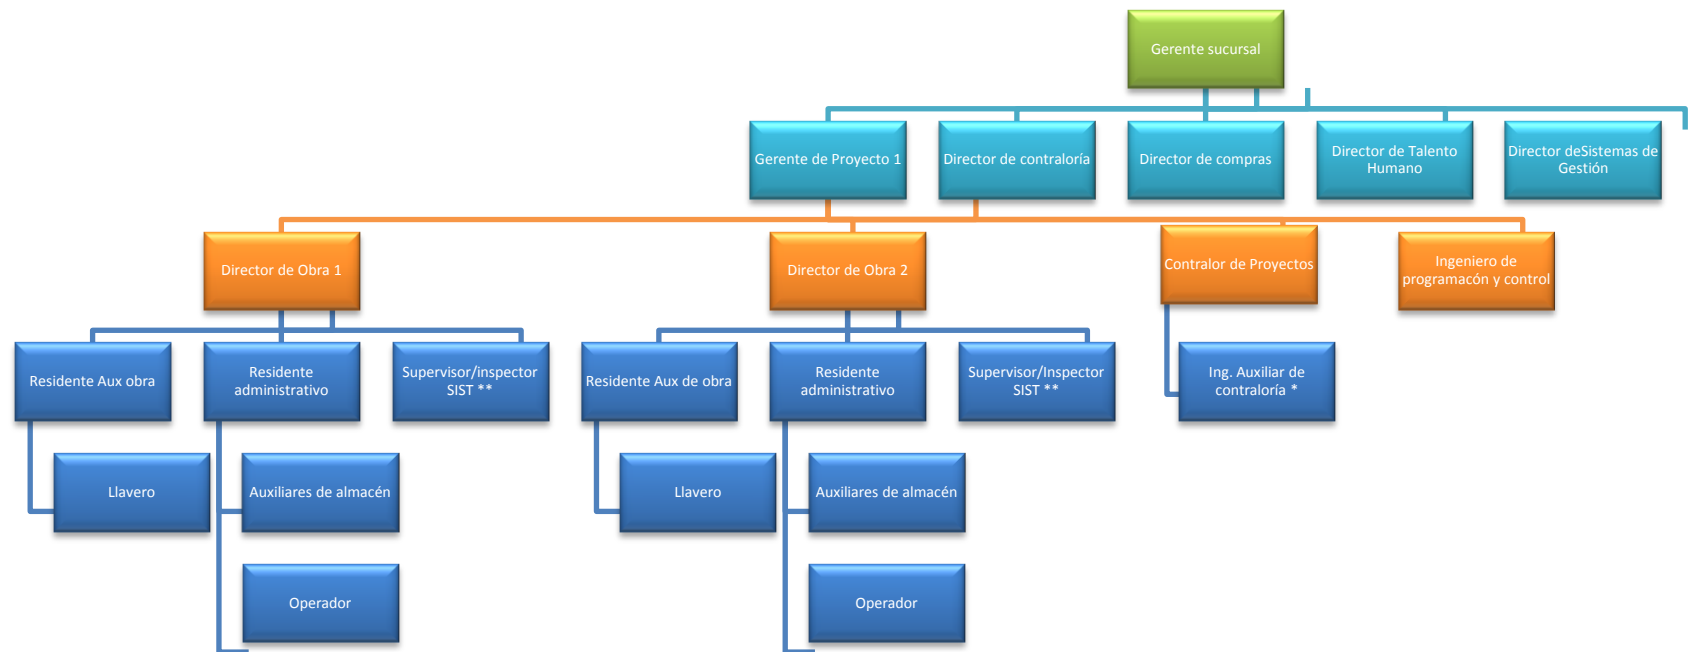 Gerente sucursal
Gerente de Proyecto 1
Director de contraloría
Director de compras
Director de Talento
Humano
Director deSistemas de
Gestión
Director de Obra 1
Director de Obra 2
Contralor de Proyectos
Ingeniero de
programacón y control
Residente Aux obra
Residente
administrativo
Supervisor/inspector
SIST **
Residente Aux de obra
Residente
administrativo
Supervisor/Inspector
SIST **
Ing. Auxiliar de
contraloría *
Llavero
Auxiliares de almacén
Llavero
Auxiliares de almacén
Operador
Operador